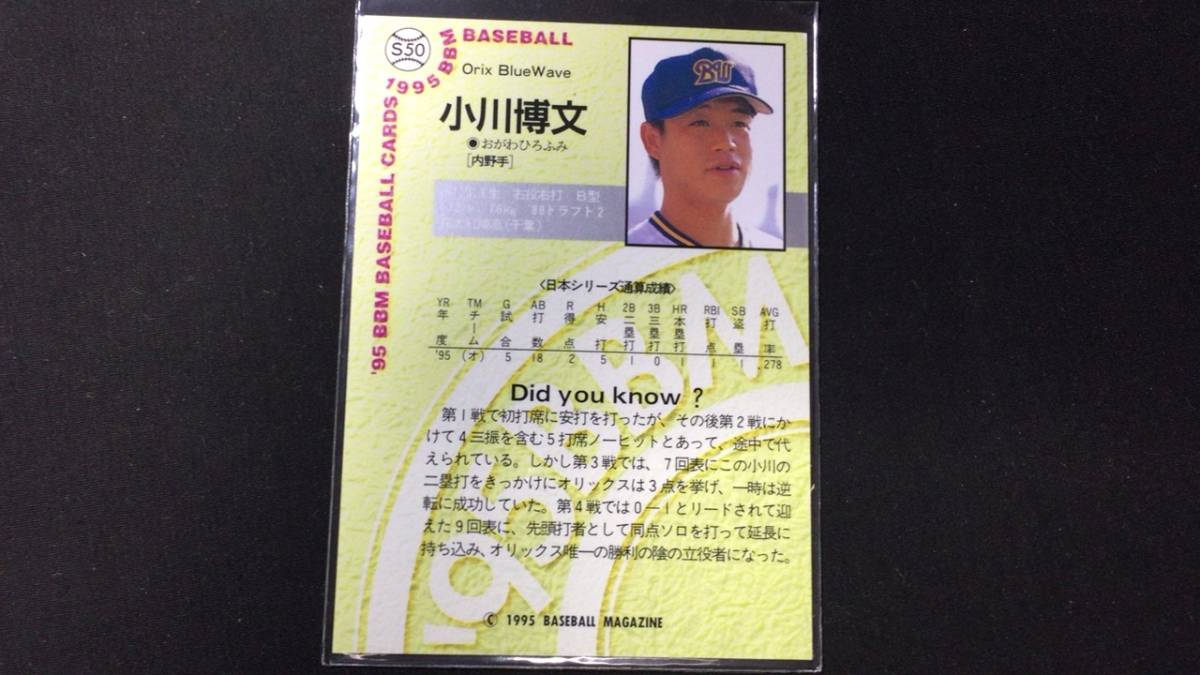 S50
1995 BBM BASEBALL
'95 BBM BASEBALL CARDS
Orix BlueWave
小川博文
●おがわひろふみ
[内野手]
生 右投右打 B型
88ドラフト2
(千葉)
BW
〈日本シリーズ通算成績〉
YR TM G AB R H 2B 3B HR RBI SB AVG
年度 チーム 試合 打数 得点 安打 二塁打 三塁打 本塁打 打点 盗塁 打率
'95 (オ) 5 18 2 5 1 0 1 1 1 .278
Did you know ?
第1戦で初打席に安打を打ったが、その後第2戦にか
けて4三振を含む5打席ノーヒットとあって、途中で代
えられている。しかし第3戦では、7回表にこの小川の
二塁打をきっかけにオリックスは3点を挙げ、一時は逆
転に成功していた。第4戦では0―1とリードされて迎
えた9回表に、先頭打者として同点ソロを打って延長に
持ち込み、オリックス唯一の勝利の陰の立役者になった。
'95 BBM
© 1995 BASEBALL MAGAZINE